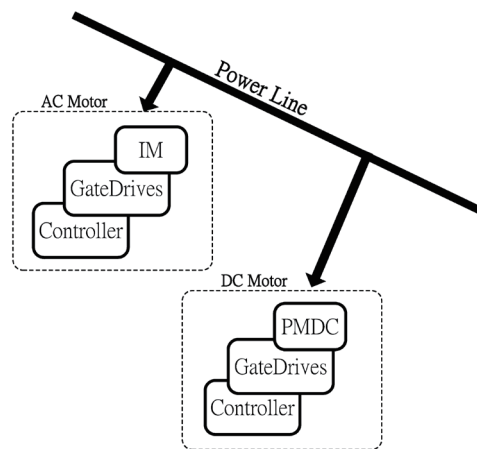 Power Line
AC Motor
IM
GateDrives
Controller
DC Motor
PMDC
GateDrives
Controller